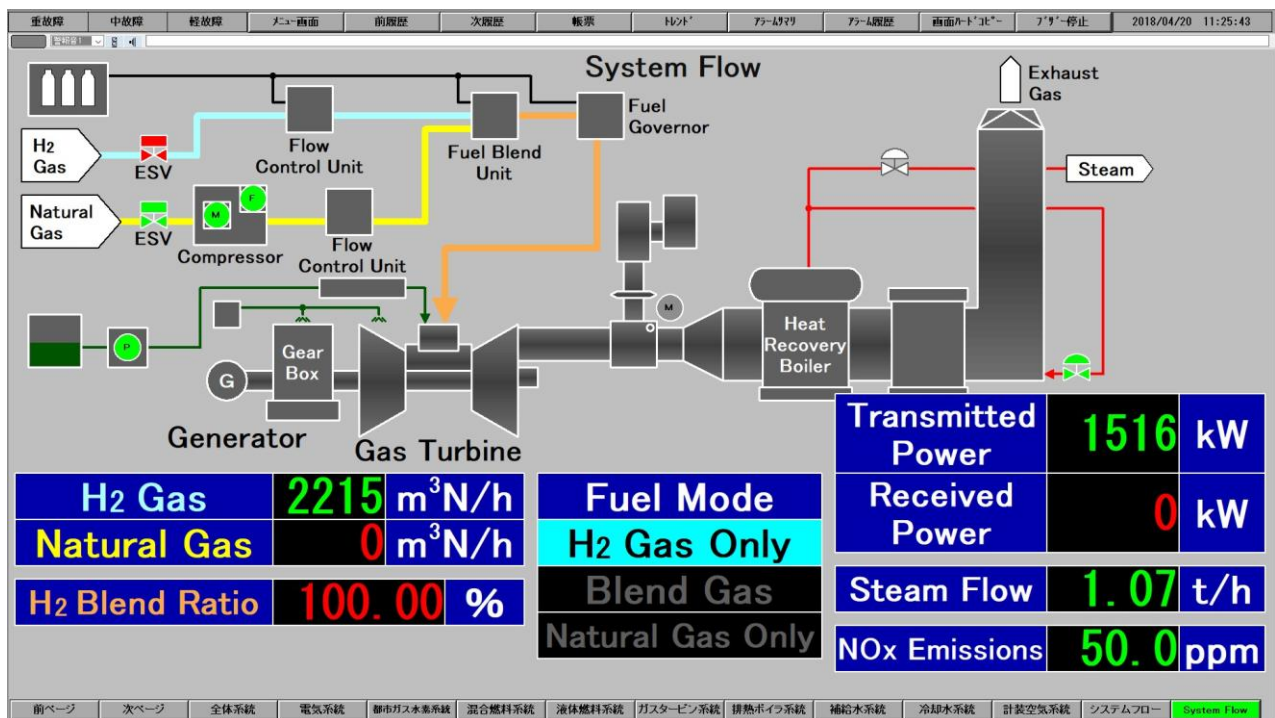 重故障 中故障 軽故障 メニュー画面 前履歴 次履歴 帳票 トレンド アラームサマリ アラーム履歴 画面ハードコピー ブザー停止 2018/04/20 11:25:43
警報音1
System Flow
Exhaust
Gas
Fuel
Governor
H2
Gas
ESV
Flow
Control Unit
Fuel Blend
Unit
Steam
Natural
Gas
ESV
M
F
Compressor
Flow
Control Unit
M
P
Gear
Box
G
Heat
Recovery
Boiler
Generator
Gas Turbine
Transmitted
Power
1516 kW
Received
Power
0 kW
H2 Gas 2215 m³N/h
Natural Gas 0 m³N/h
H2 Blend Ratio 100.00 %
Fuel Mode
H2 Gas Only
Blend Gas
Natural Gas Only
Steam Flow 1.07 t/h
NOx Emissions 50.0 ppm
前ページ 次ページ 全体系統 電気系統 都市ガス水素系統 混合燃料系統 液体燃料系統 ガスタービン系統 排熱ボイラ系統 補給水系統 冷却水系統 計装空気系統 システムフロー System Flow